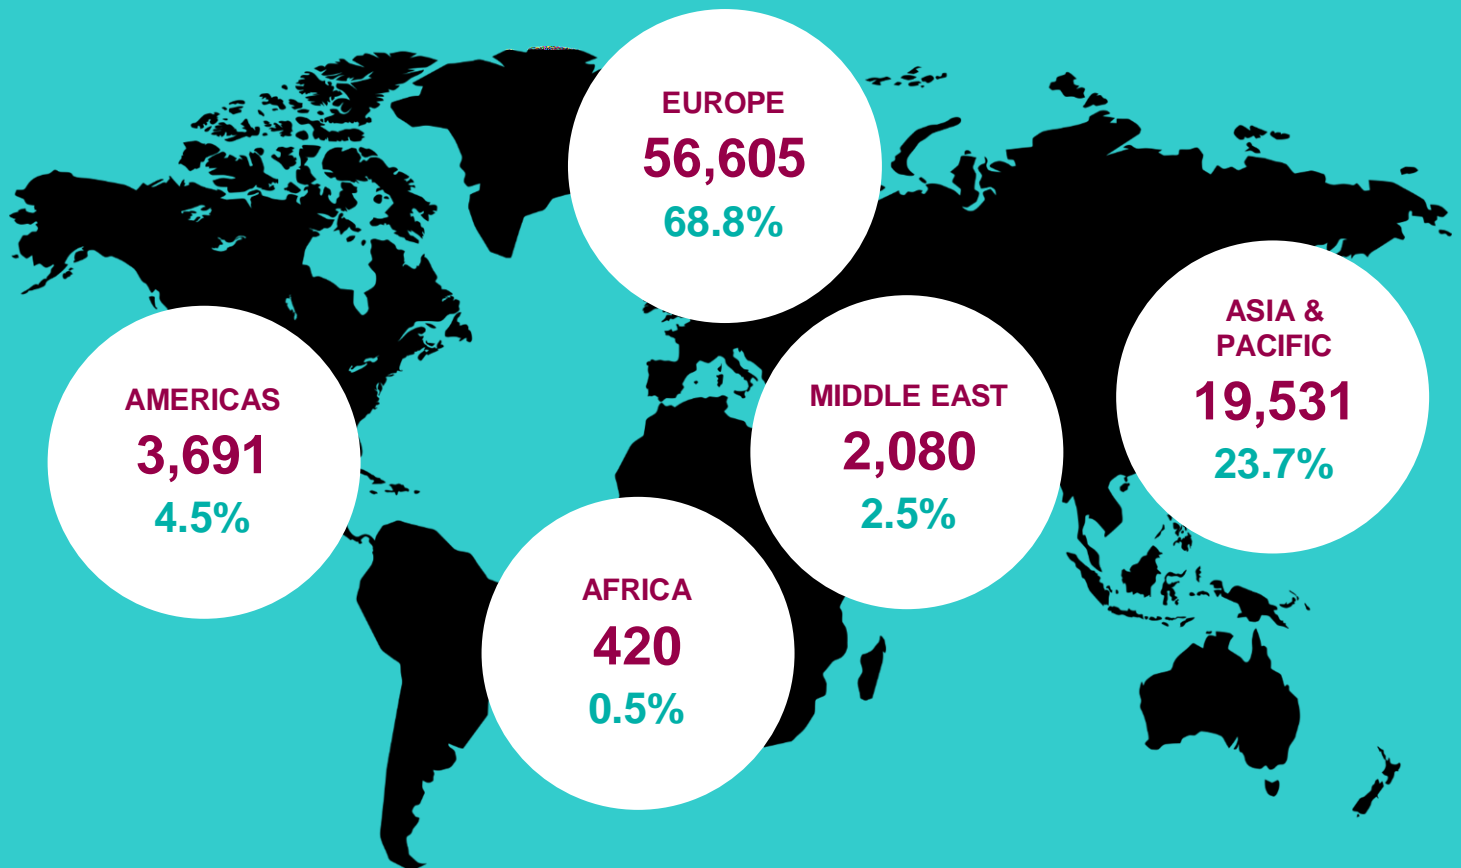 EUROPE
56,605
68.8%
ASIA &
PACIFIC
19,531
23.7%
AMERICAS
3,691
4.5%
MIDDLE EAST
2,080
2.5%
AFRICA
420
0.5%